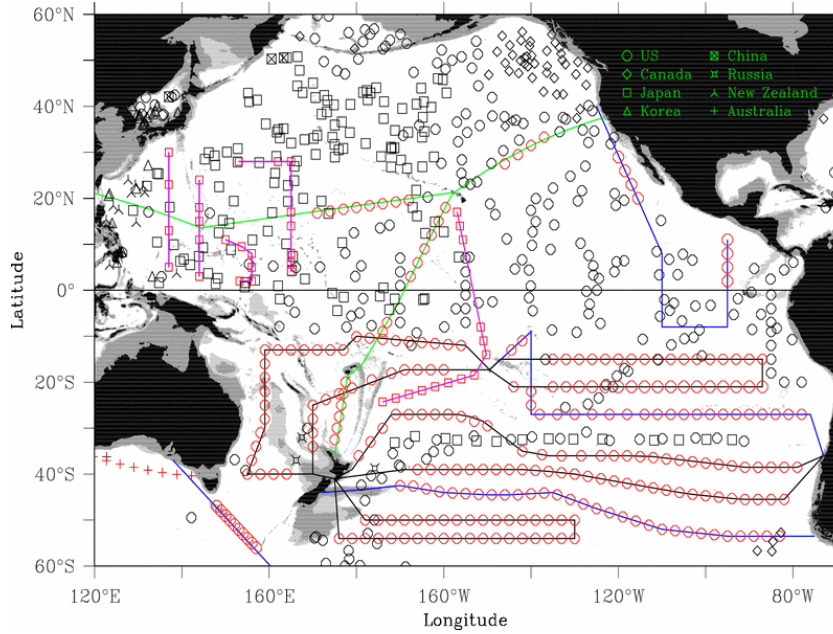 60°N
40°N
20°N
0°
20°S
40°S
60°S
Latitude
US
China
Canada
Russia
Japan
New Zealand
Korea
Australia
120°E
160°E
160°W
120°W
80°W
Longitude